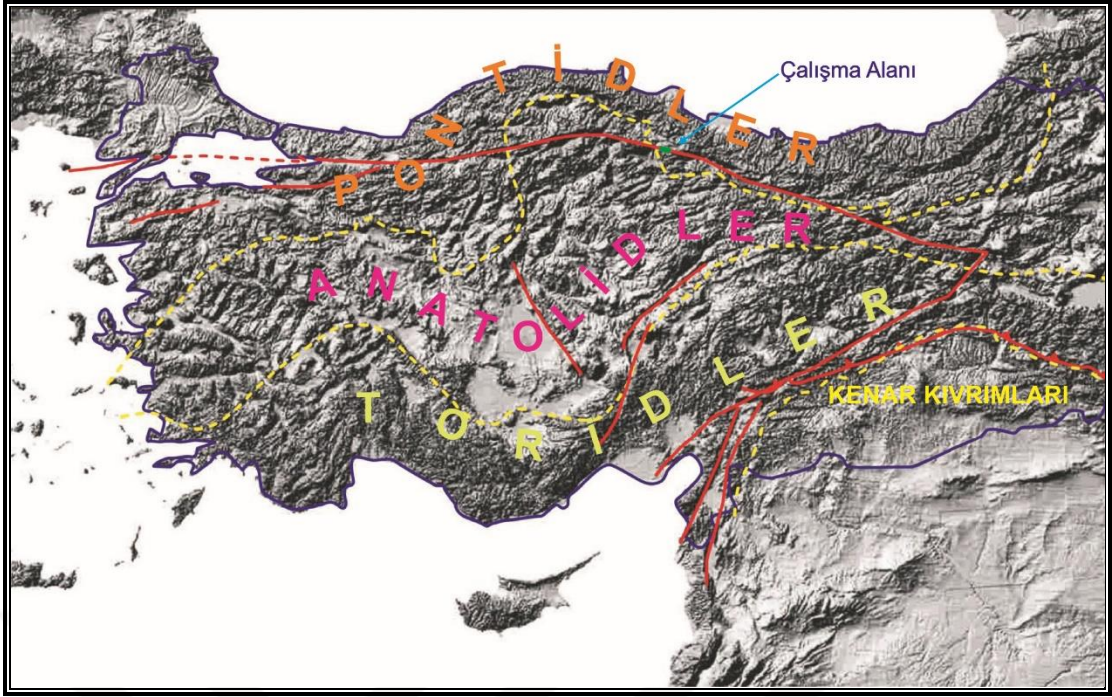 PONTİDLER
Çalışma Alanı
ANATOLİDLER
TORİDLER
KENAR KIVRIMLARI